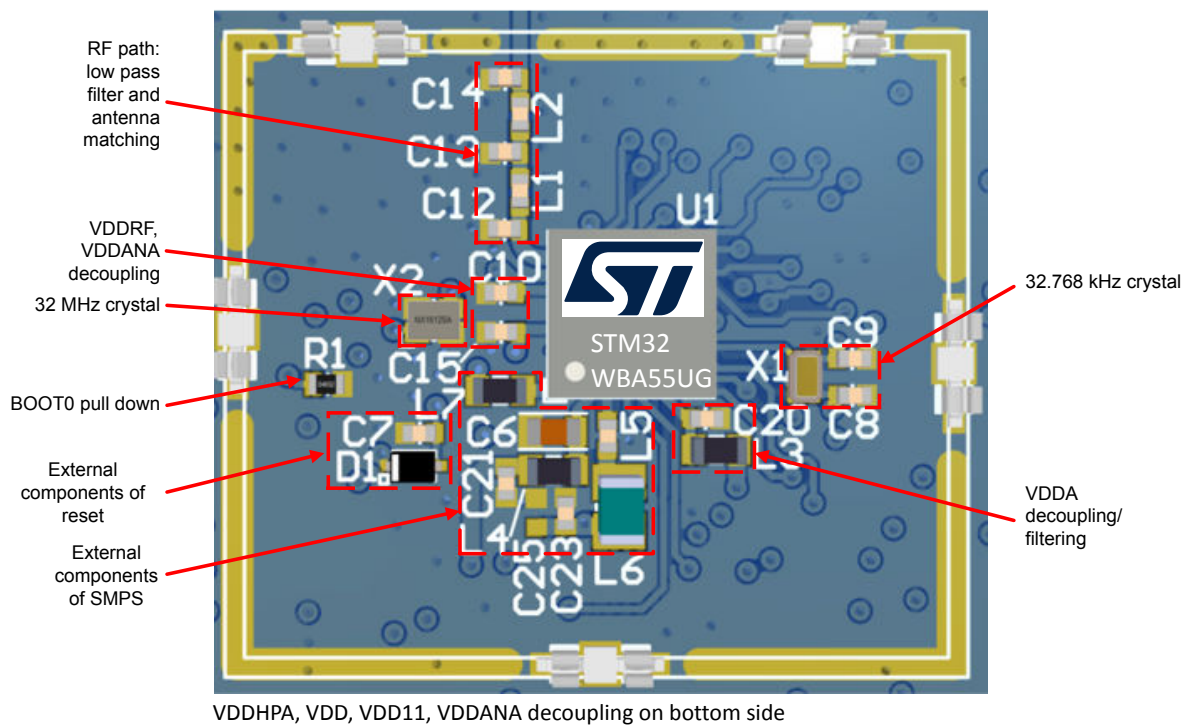 RF path:
low pass
filter and
antenna
matching
VDDRF,
VDDANA
decoupling
32 MHz crystal
BOOT0 pull down
External
components of
reset
External
components
of SMPS
C14
L2
C13
L1
C12
U1
C10
X2
C15
R1
L7
C7
D1
C6
L5
C21
L4
C25
C23
L6
ST
STM32
WBA55UG
X1
C9
C8
C20
L3
32.768 kHz crystal
VDDA
decoupling/
filtering
VDDHPA, VDD, VDD11, VDDANA decoupling on bottom side